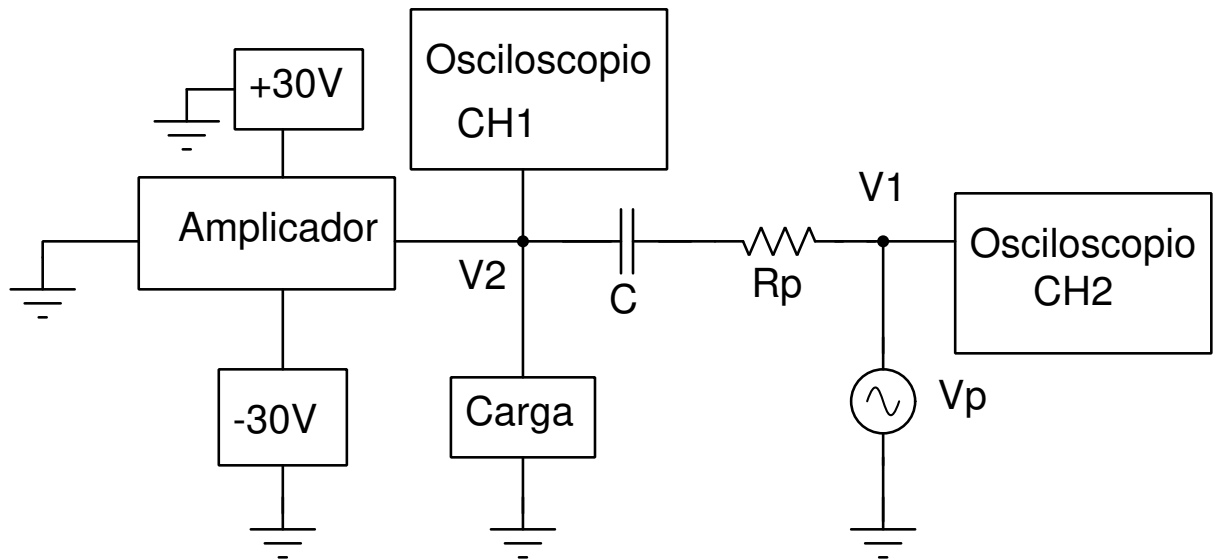 Osciloscopio
CH1
+30V
Amplicador
V1
Osciloscopio
CH2
V2
C
Rp
-30V
Carga
Vp